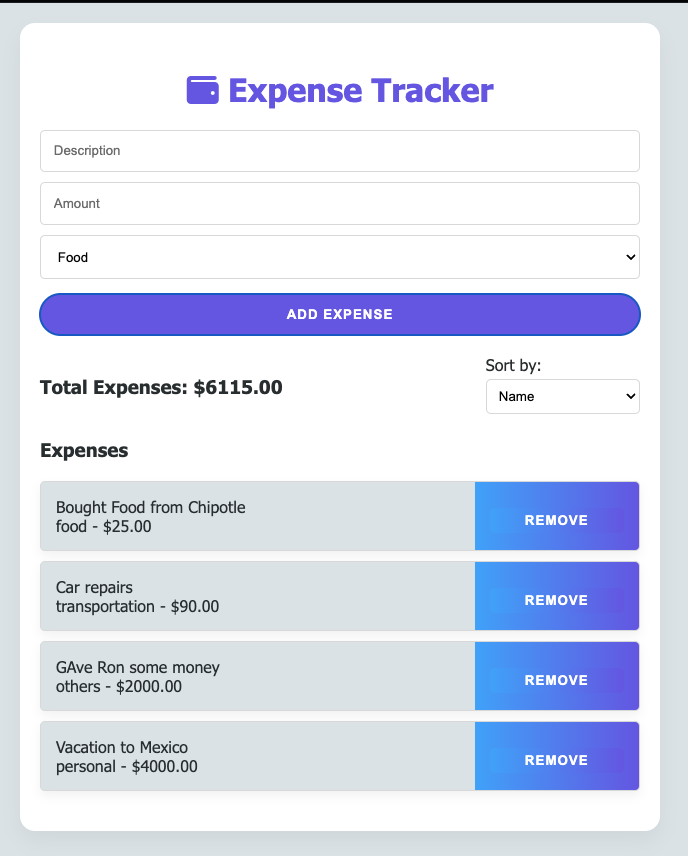 Expense Tracker
Description
Amount
Food
ADD EXPENSE
Total Expenses: $6115.00
Sort by:
Name
Expenses
Bought Food from Chipotle
food - $25.00
REMOVE
Car repairs
transportation - $90.00
REMOVE
GAve Ron some money
others - $2000.00
REMOVE
Vacation to Mexico
personal - $4000.00
REMOVE